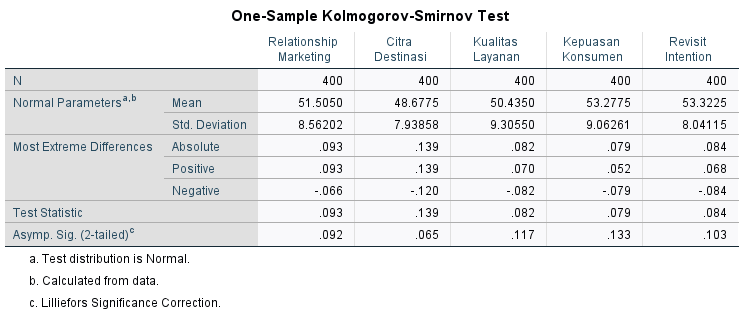 One-Sample Kolmogorov-Smirnov Test
Relationship Marketing Citra Destinasi Kualitas Layanan Kepuasan Konsumen Revisit Intention
N 400 400 400 400 400
Normal Parametersa,b Mean 51.5050 48.6775 50.4350 53.2775 53.3225
Std. Deviation 8.56202 7.93858 9.30550 9.06261 8.04115
Most Extreme Differences Absolute .093 .139 .082 .079 .084
Positive .093 .139 .070 .052 .068
Negative -.066 -.120 -.082 -.079 -.084
Test Statistic .093 .139 .082 .079 .084
Asymp. Sig. (2-tailed)c .092 .065 .117 .133 .103
a. Test distribution is Normal.
b. Calculated from data.
c. Lilliefors Significance Correction.